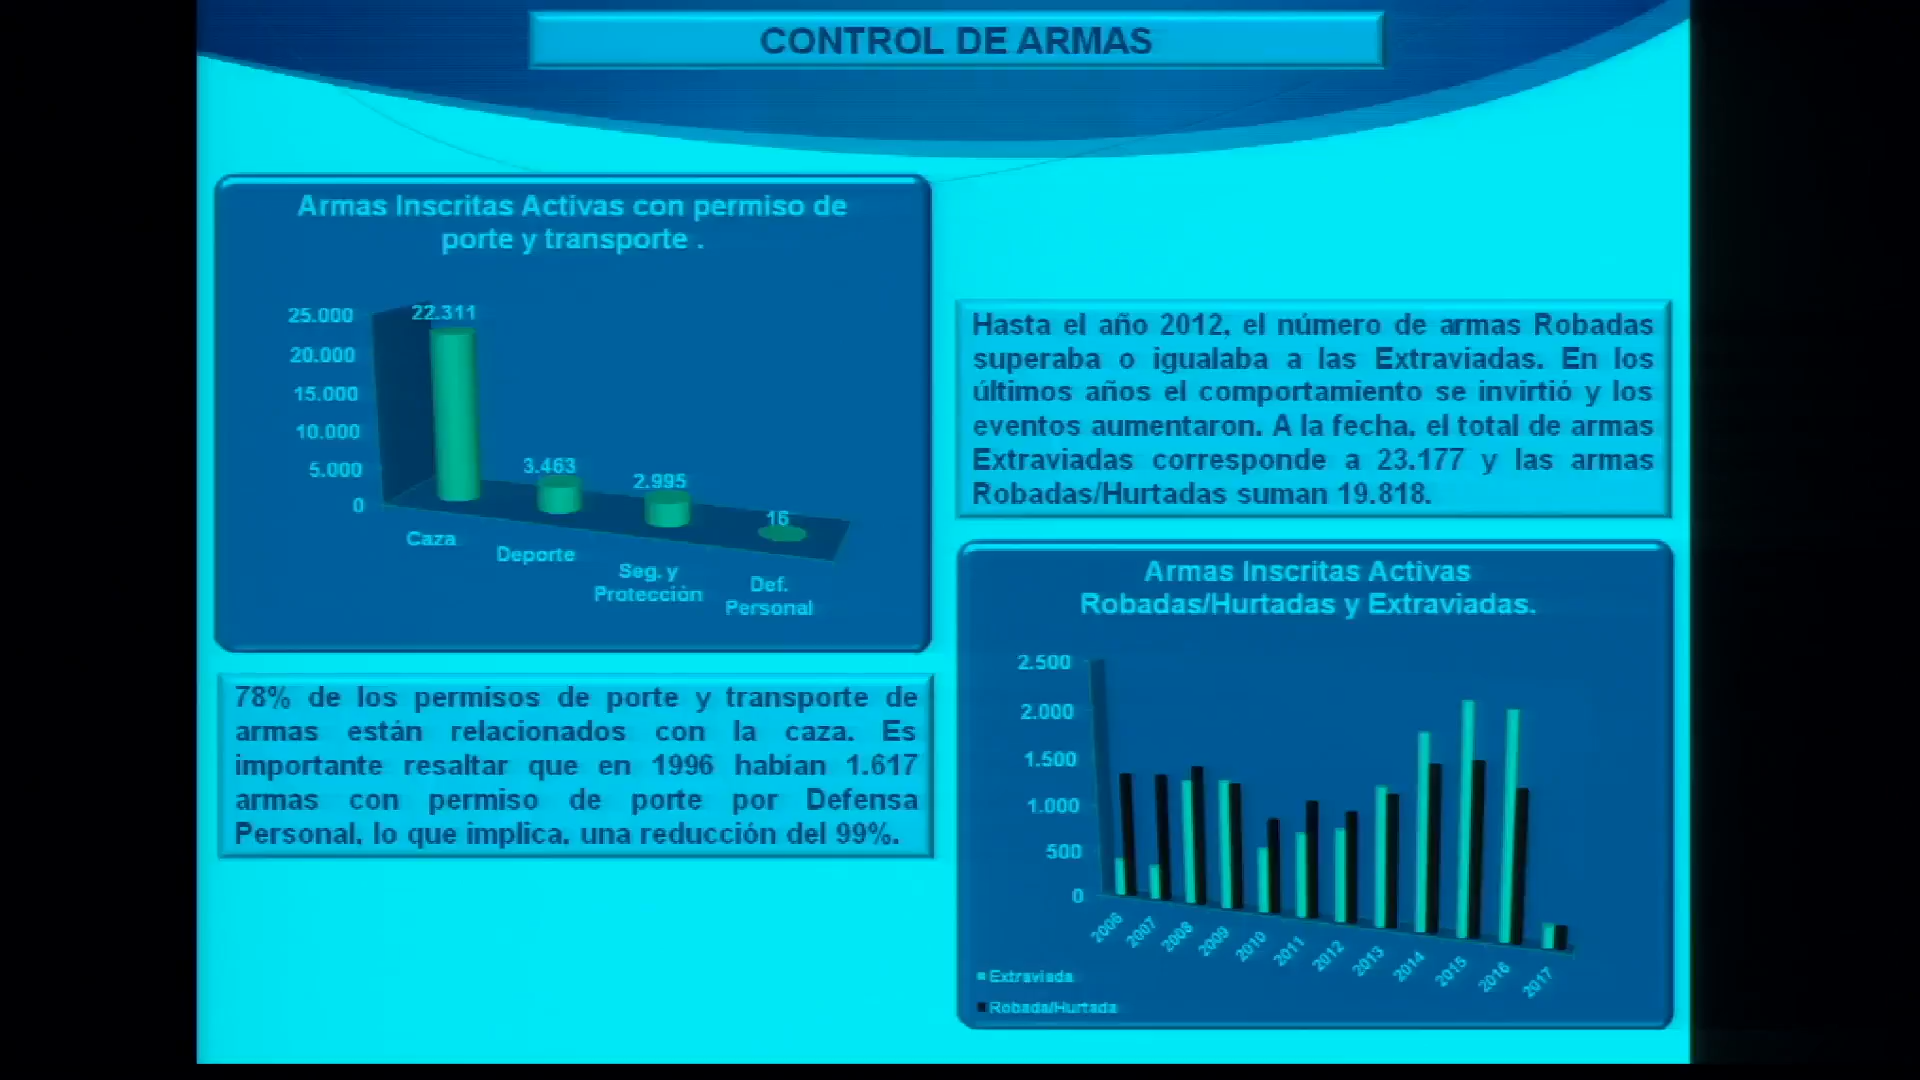 CONTROL DE ARMAS
Armas Inscritas Activas con permiso de
porte y transporte .
25.000
20.000
15.000
10.000
5.000
0
22.311
3.463
2.995
16
Caza
Deporte
Seg. y
Protección
Def.
Personal
78% de los permisos de porte y transporte de
armas están relacionados con la caza. Es
importante resaltar que en 1996 habían 1.617
armas con permiso de porte por Defensa
Personal, lo que implica, una reducción del 99%.
Hasta el año 2012, el número de armas Robadas
superaba o igualaba a las Extraviadas. En los
últimos años el comportamiento se invirtió y los
eventos aumentaron. A la fecha, el total de armas
Extraviadas corresponde a 23.177 y las armas
Robadas/Hurtadas suman 19.818.
Armas Inscritas Activas
Robadas/Hurtadas y Extraviadas.
2.500
2.000
1.500
1.000
500
0
2006
2007
2008
2009
2010
2011
2012
2013
2014
2015
2016
2017
Extraviada
Robada/Hurtada